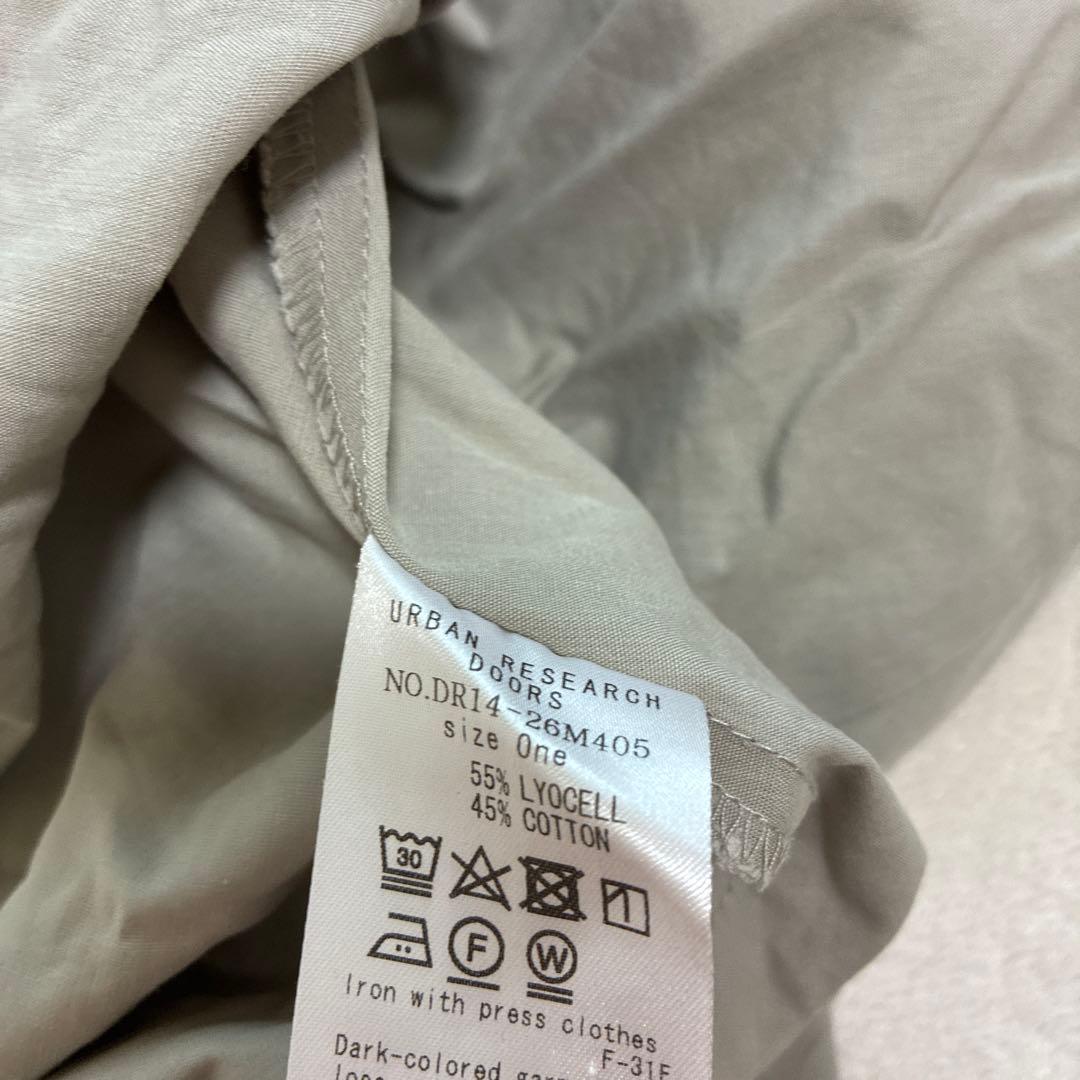 URBAN RESEARCH
DOORS
NO.DR14-26M405
size One
55% LYOCELL
45% COTTON
30
F
W
Iron with press clothes
F-31F
Dark-colored